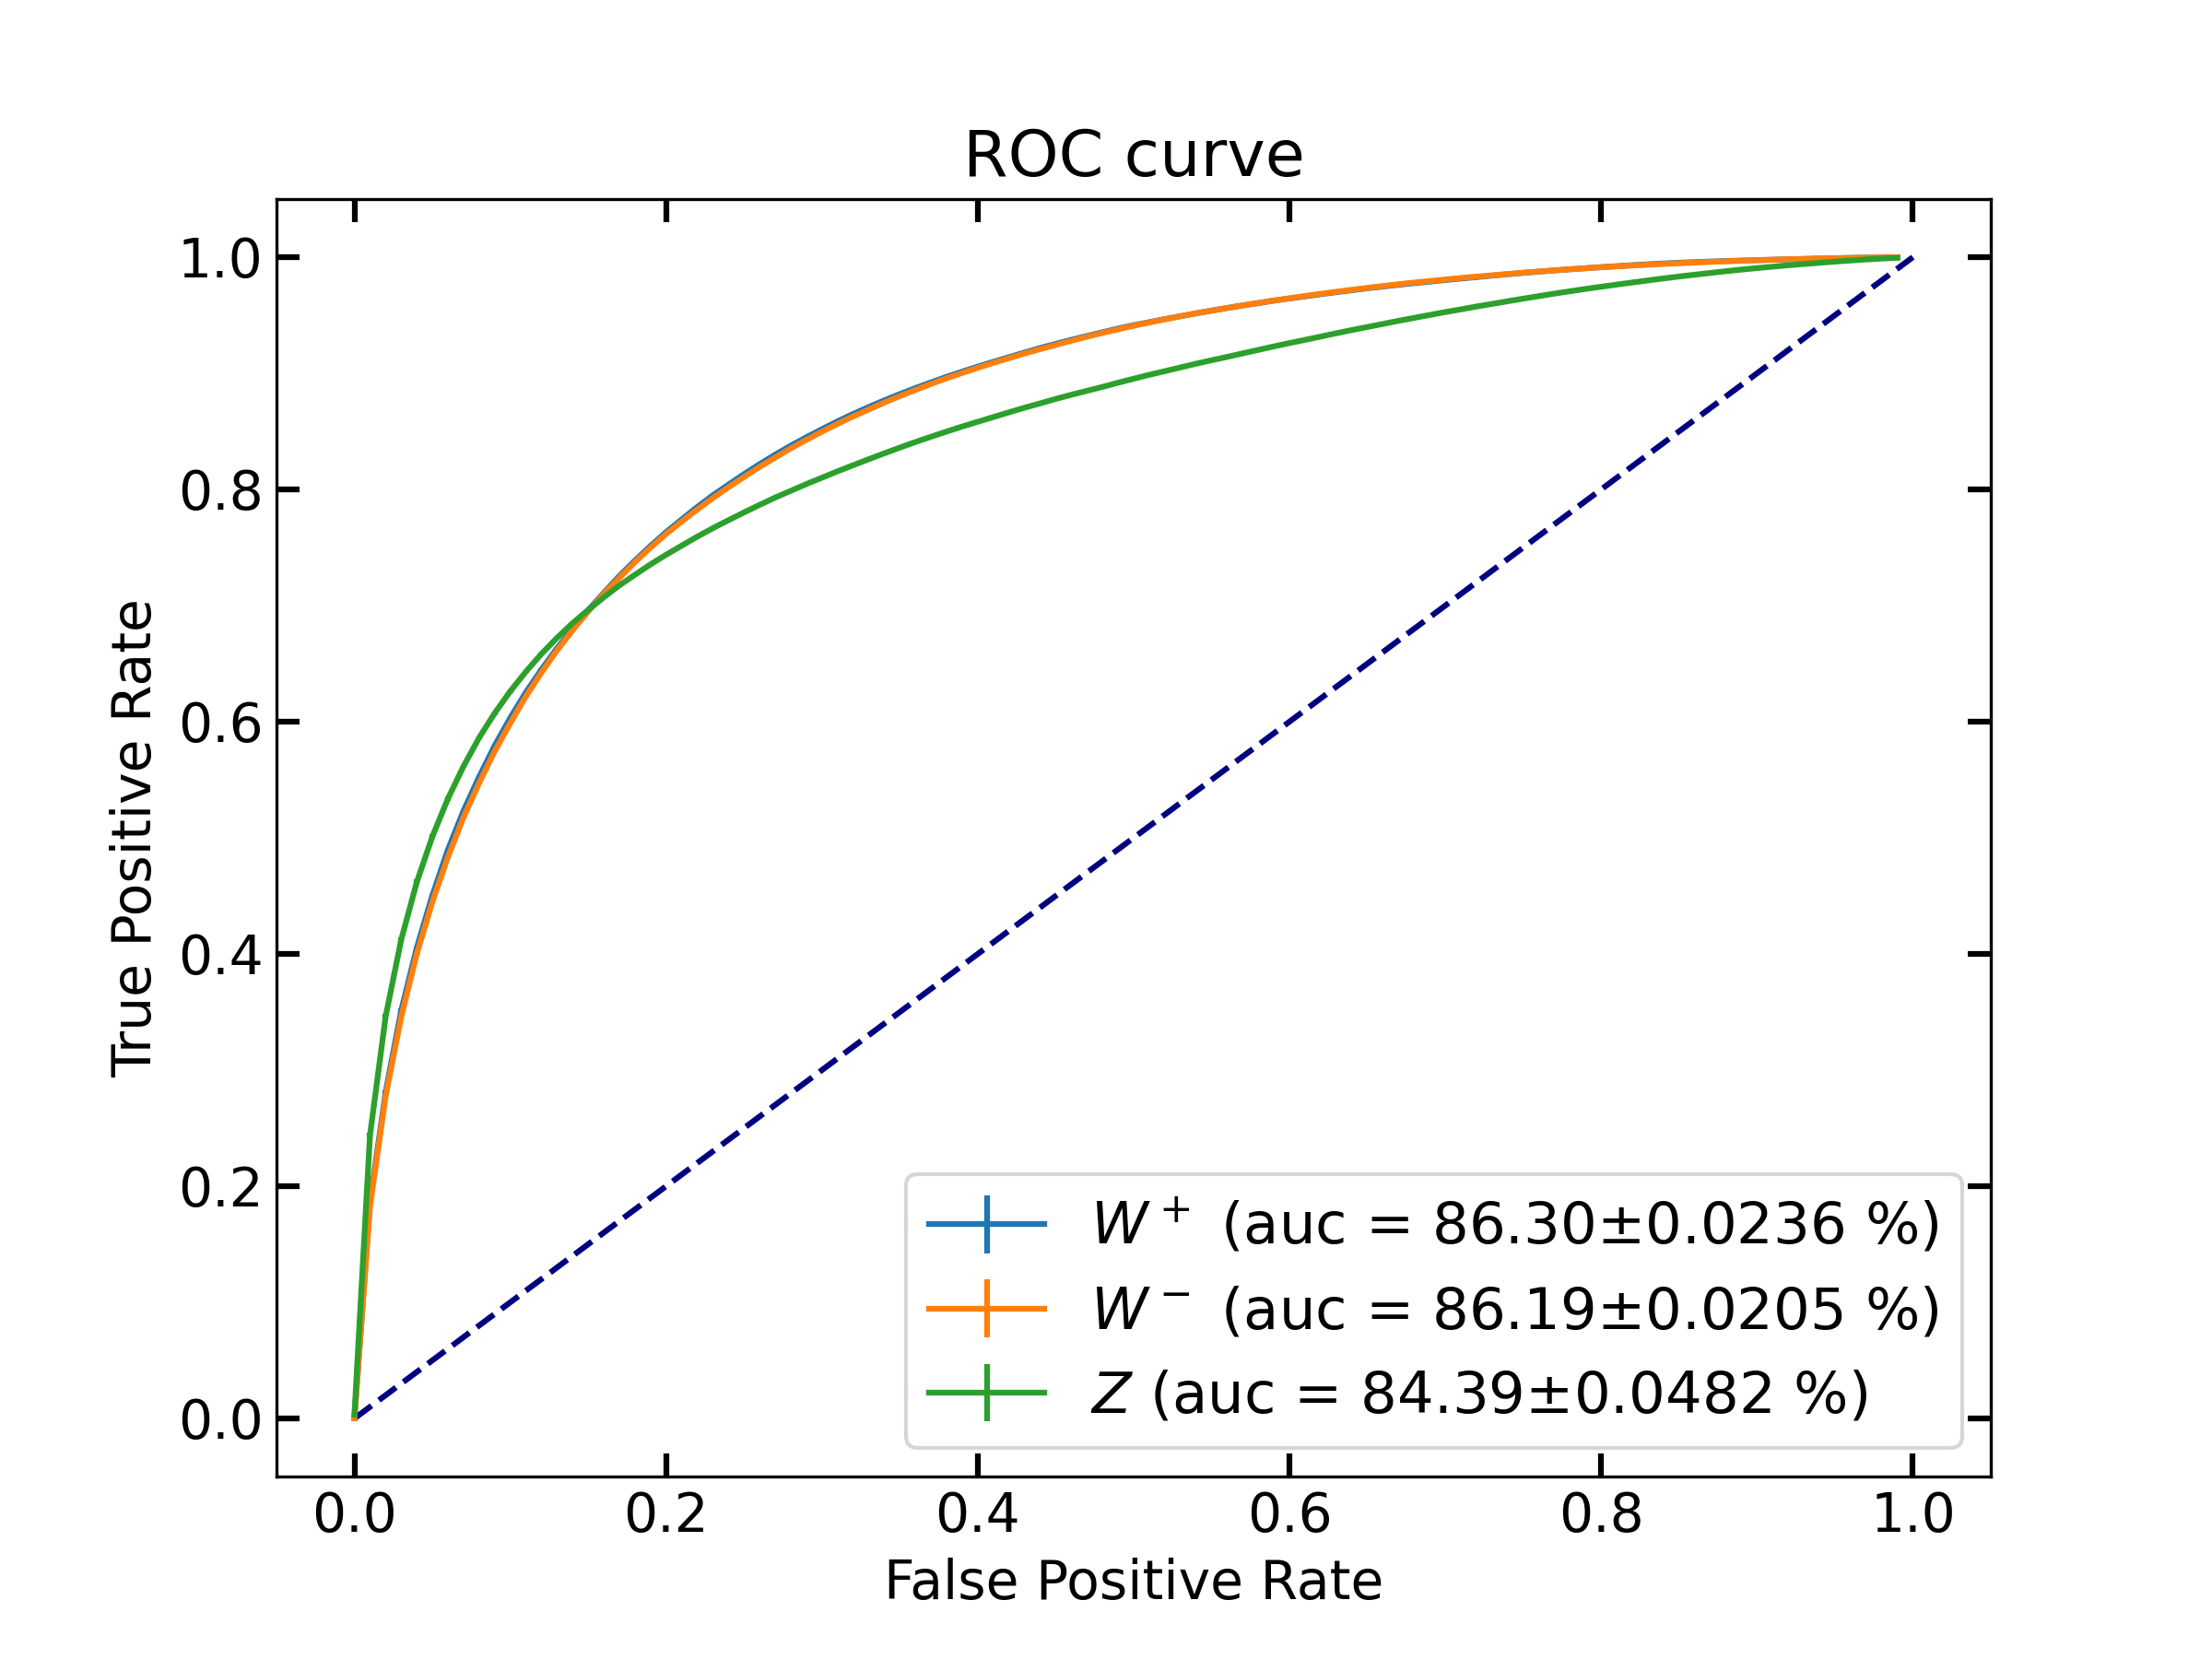 ROC curve
True Positive Rate
1.0
0.8
0.6
0.4
0.2
0.0
W+ (auc = 86.30±0.0236 %)
W− (auc = 86.19±0.0205 %)
Z (auc = 84.39±0.0482 %)
0.0 0.2 0.4 0.6 0.8 1.0
False Positive Rate